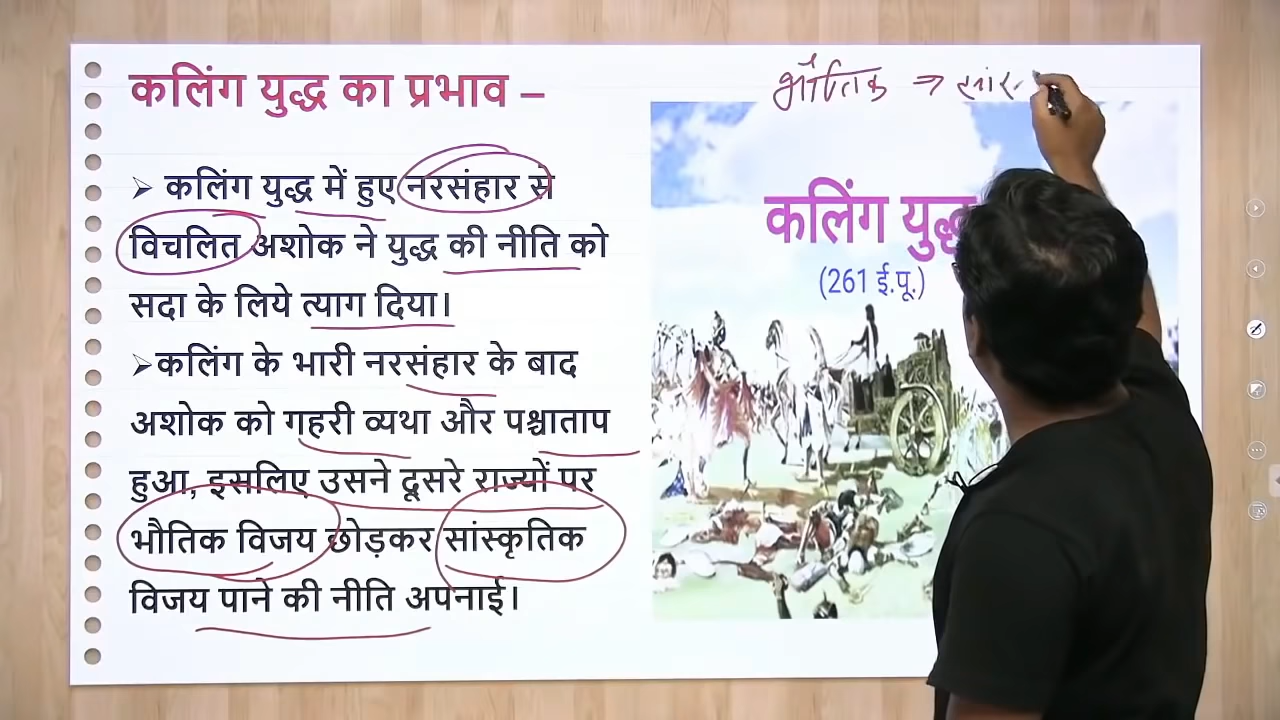 कलिंग युद्ध का प्रभाव –
➢ कलिंग युद्ध में हुए नरसंहार से
विचलित अशोक ने युद्ध की नीति को
सदा के लिये त्याग दिया।
➢कलिंग के भारी नरसंहार के बाद
अशोक को गहरी व्यथा और पश्चाताप
हुआ, इसलिए उसने दूसरे राज्यों पर
भौतिक विजय छोड़कर सांस्कृतिक
विजय पाने की नीति अपनाई।
भौतिक ⇒ सांस
कलिंग युद्ध
(261 ई.पू.)